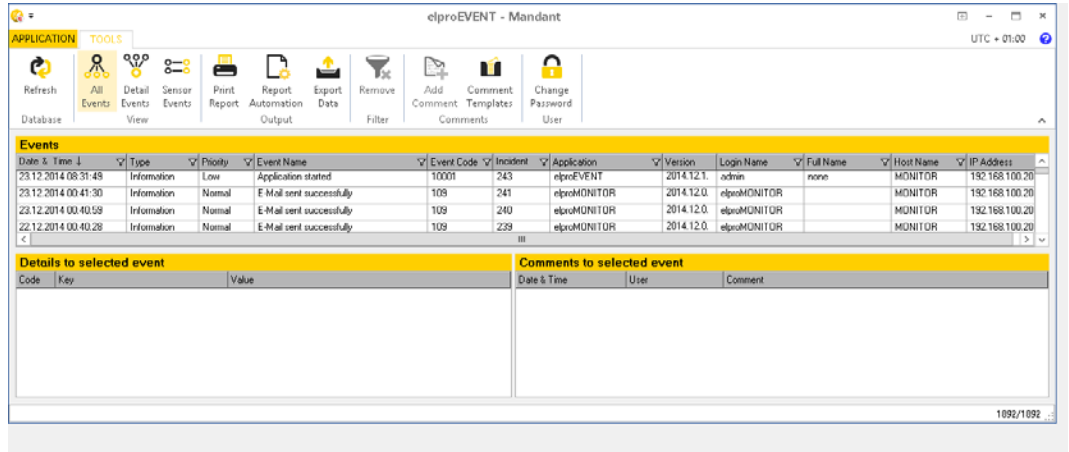 elproEVENT - Mandant
APPLICATION TOOLS UTC + 01:00
Refresh All Events Detail Events Sensor Events Print Report Report Automation Export Data Remove Add Comment Comment Templates Change Password
Database View Output Filter Comments User
Events
Date & Time Type Priority Event Name Event Code Incident Application Version Login Name Full Name Host Name IP Address
23.12.2014 08:31:49 Information Low Application started 10001 243 elproEVENT 2014.12.1. admin none MONITOR 192.168.100.20
23.12.2014 00:41:30 Information Normal E-Mail sent successfully 109 241 elproMONITOR 2014.12.0. elproMONITOR MONITOR 192.168.100.20
23.12.2014 00:40:59 Information Normal E-Mail sent successfully 109 240 elproMONITOR 2014.12.0. elproMONITOR MONITOR 192.168.100.20
22.12.2014 00:40:28 Information Normal E-Mail sent successfully 109 239 elproMONITOR 2014.12.0. elproMONITOR MONITOR 192.168.100.20
Details to selected event Comments to selected event
Code Key Value Date & Time User Comment
1892/1892